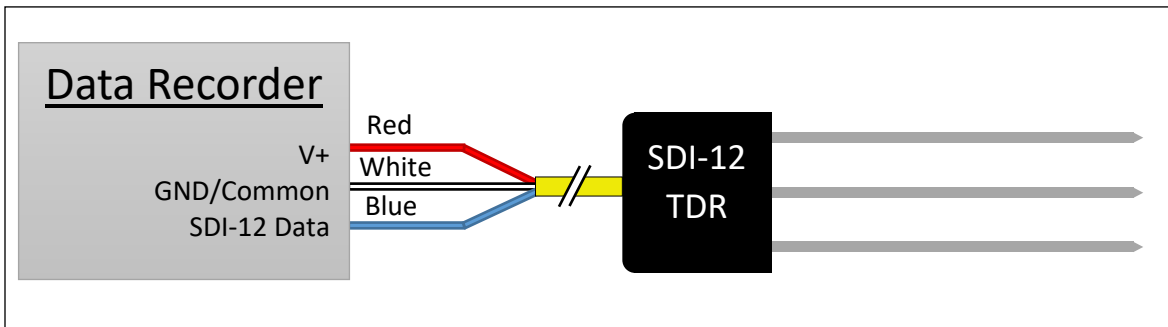 Data Recorder
Red
V+
White
GND/Common
Blue
SDI-12 Data
SDI-12
TDR